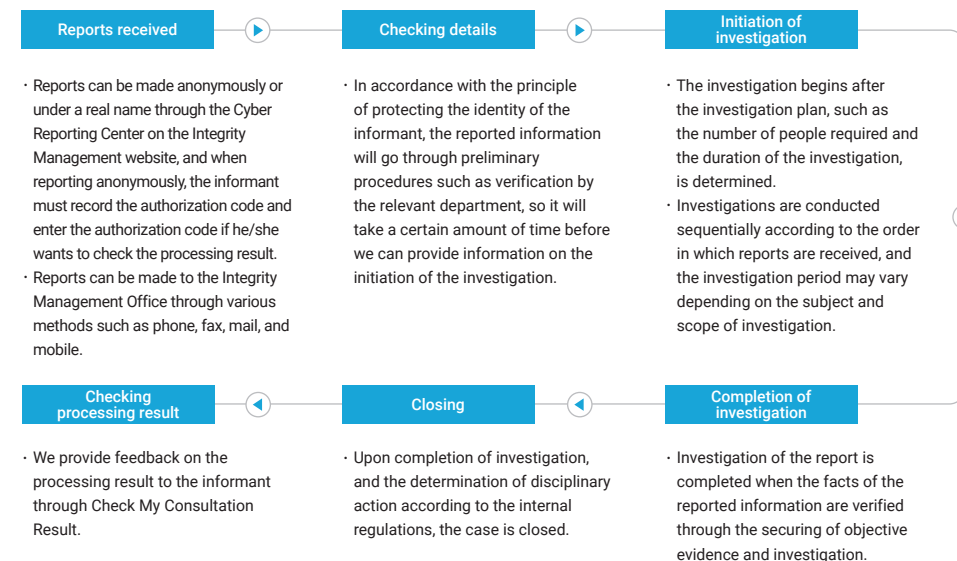 Reports received
Checking details
Initiation of
investigation
· Reports can be made anonymously or
under a real name through the Cyber
Reporting Center on the Integrity
Management website, and when
reporting anonymously, the informant
must record the authorization code and
enter the authorization code if he/she
wants to check the processing result.
· Reports can be made to the Integrity
Management Office through various
methods such as phone, fax, mail, and
mobile.
· In accordance with the principle
of protecting the identity of the
informant, the reported information
will go through preliminary
procedures such as verification by
the relevant department, so it will
take a certain amount of time before
we can provide information on the
initiation of the investigation.
· The investigation begins after
the investigation plan, such as
the number of people required and
the duration of the investigation,
is determined.
· Investigations are conducted
sequentially according to the order
in which reports are received, and
the investigation period may vary
depending on the subject and
scope of investigation.
Completion of
investigation
· Investigation of the report is
completed when the facts of the
reported information are verified
through the securing of objective
evidence and investigation.
Closing
· Upon completion of investigation,
and the determination of disciplinary
action according to the internal
regulations, the case is closed.
Checking
processing result
· We provide feedback on the
processing result to the informant
through Check My Consultation
Result.